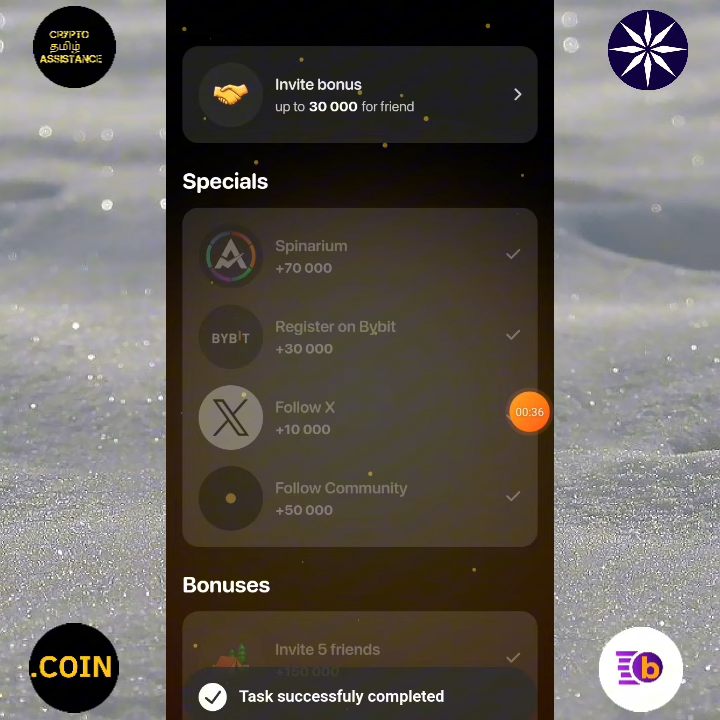 CRYPTO
தமிழ்
ASSISTANCE
Invite bonus
up to 30 000 for friend
Specials
Spinarium
+70 000
BYBIT
Register on Bybit
+30 000
Follow X
+10 000
00:36
Follow Community
+50 000
Bonuses
Invite 5 friends
+150 000
.COIN
b
Task successfuly completed